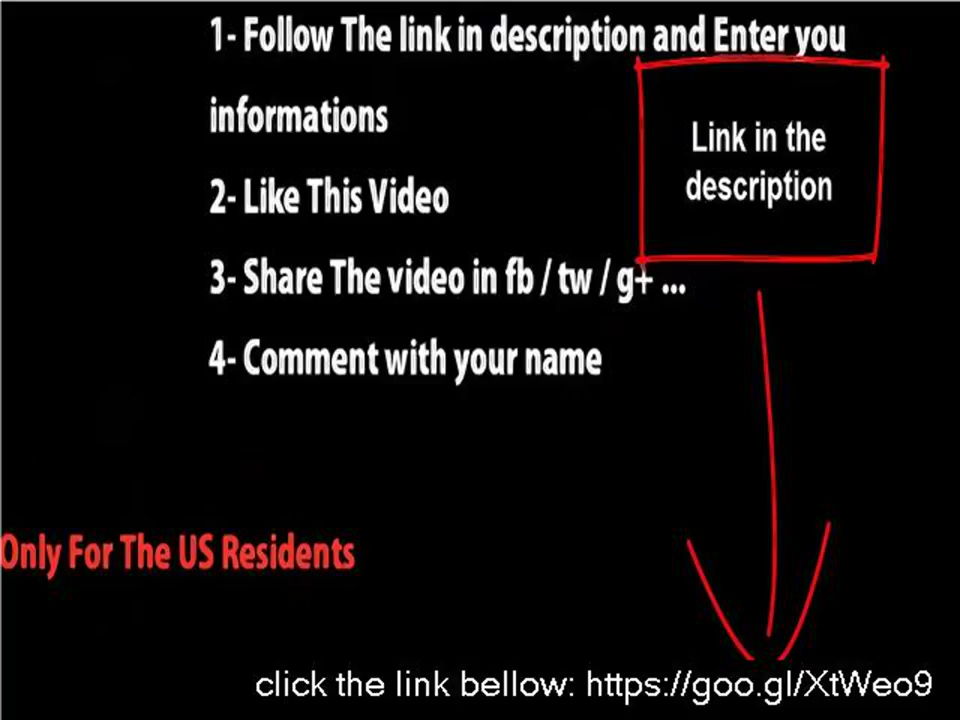 1- Follow The link in description and Enter you
informations
Link in the
description
2- Like This Video
3- Share The video in fb / tw / g+ ...
4- Comment with your name
Only For The US Residents
click the link bellow: https://goo.gl/XtWeo9